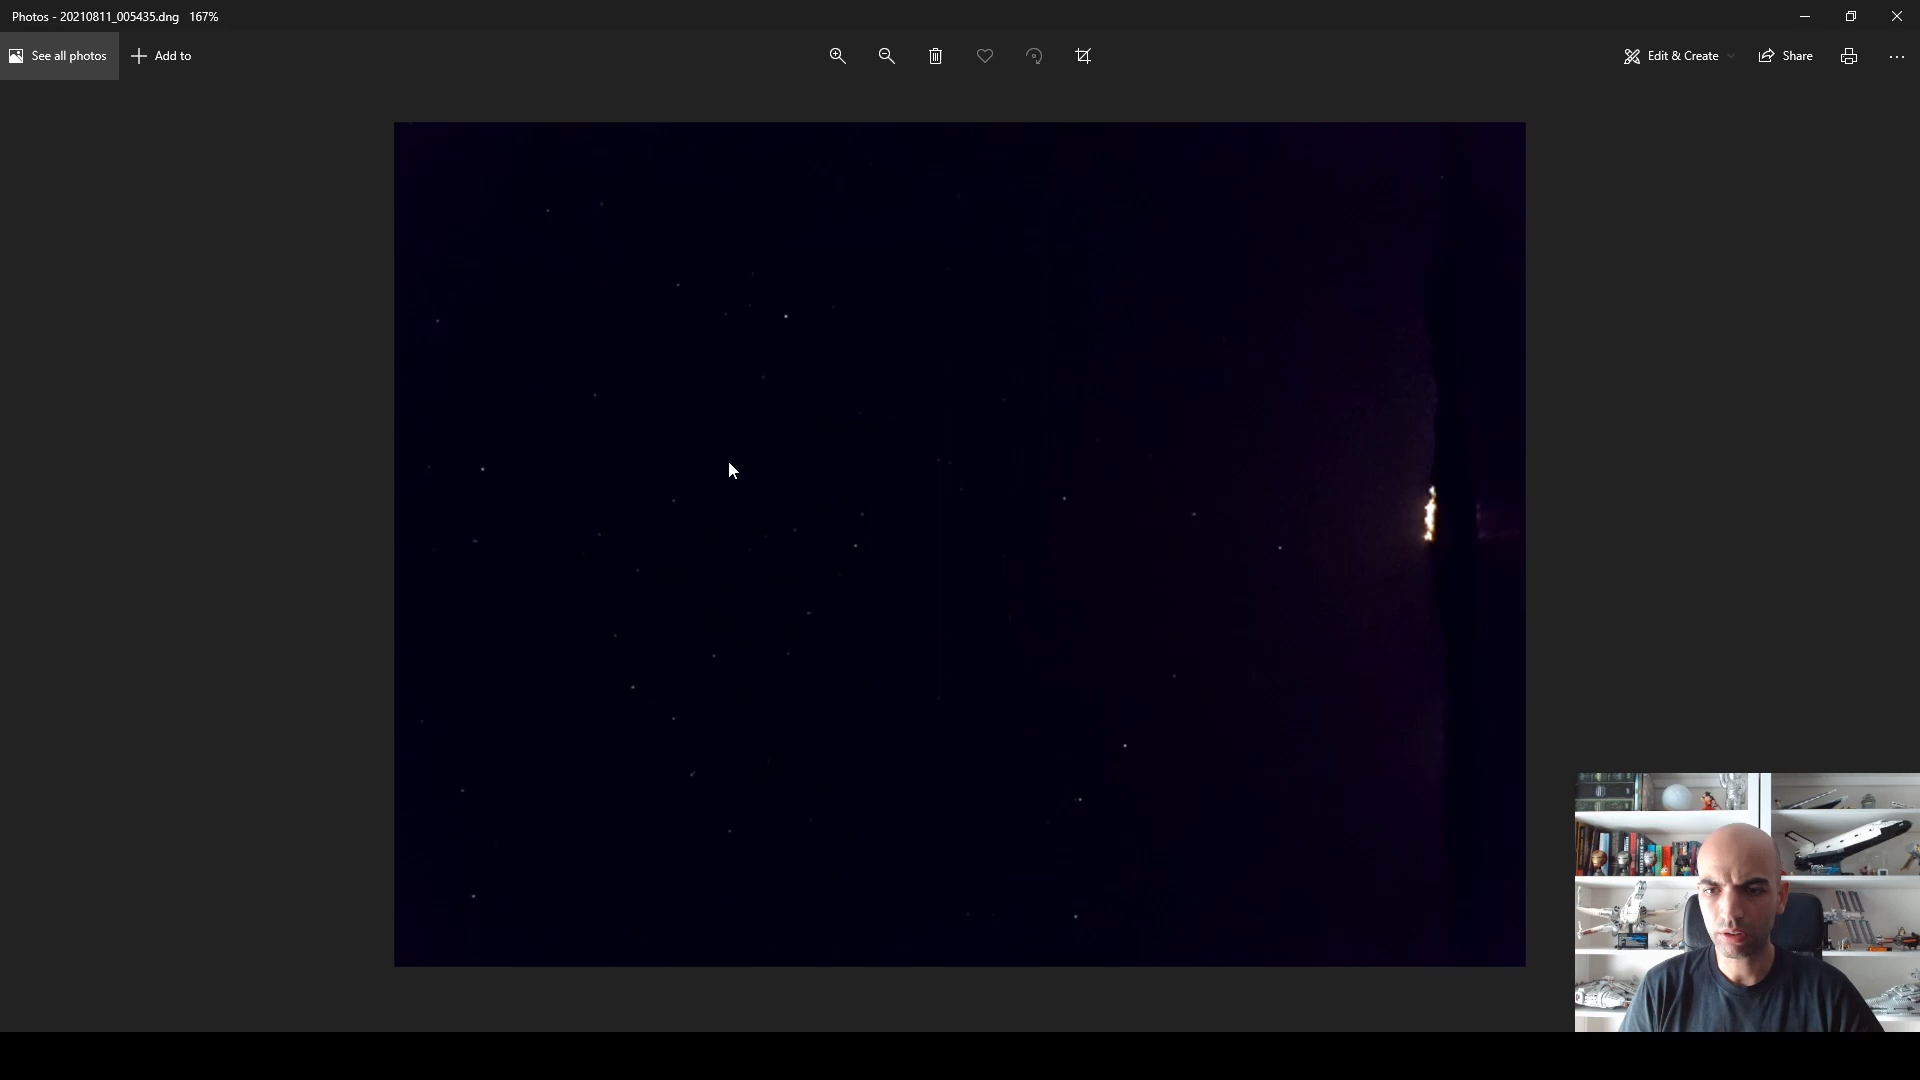 Photos - 20210811_005435.dng 167%
See all photos
Add to
Edit & Create
Share